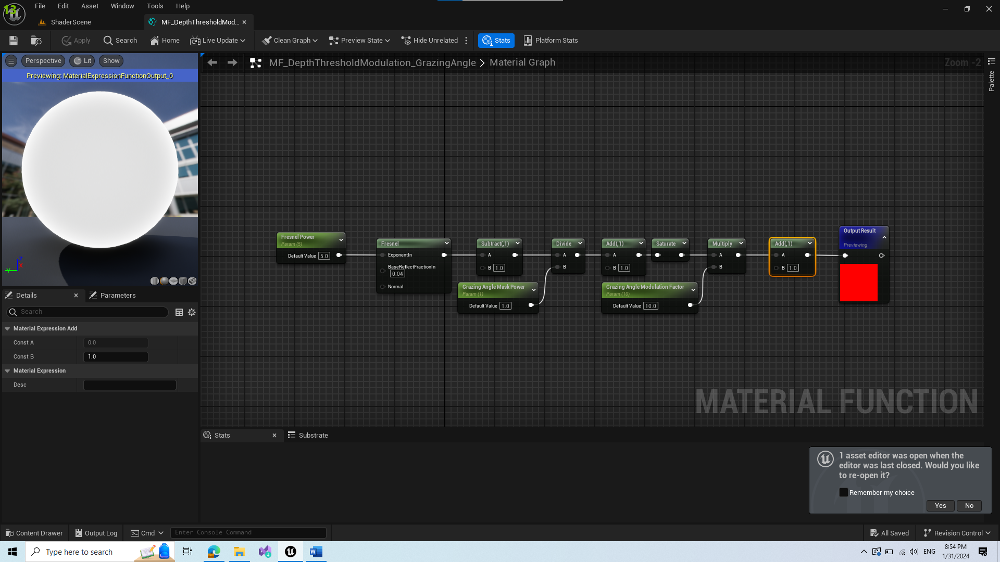 13
File Edit Asset Window Tools Help
ShaderScene
MF_DepthThresholdMod...
Apply Search Home Live Update Clean Graph Preview State Hide Unrelated Stats Platform Stats
Perspective Lit Show
Previewing: MaterialExpressionFunctionOutput_0
MF_DepthThresholdModulation_GrazingAngle > Material Graph
Zoom -2
Palette
Z
Y
X
Fresnel Power
Param (5)
Default Value 5.0
Fresnel
ExponentIn
BaseReflectFractionIn
0.04
Normal
Subtract(,1)
A
B 1.0
Grazing Angle Mask Power
Param (1)
Default Value 1.0
Divide
A
B
Add(,1)
A
B 1.0
Saturate
Grazing Angle Modulation Factor
Param (10)
Default Value 10.0
Multiply
A
B
Add(,1)
A
B 1.0
Output Result
Previewing
MATERIAL FUNCTION
Details
Parameters
Search
Material Expression Add
Const A 0.0
Const B 1.0
Material Expression
Desc
Stats
Substrate
1 asset editor was open when the
editor was last closed. Would you like
to re-open it?
Remember my choice
Yes No
Content Drawer Output Log Cmd Enter Console Command All Saved Revision Control
Type here to search
ENG
8:54 PM
1/31/2024